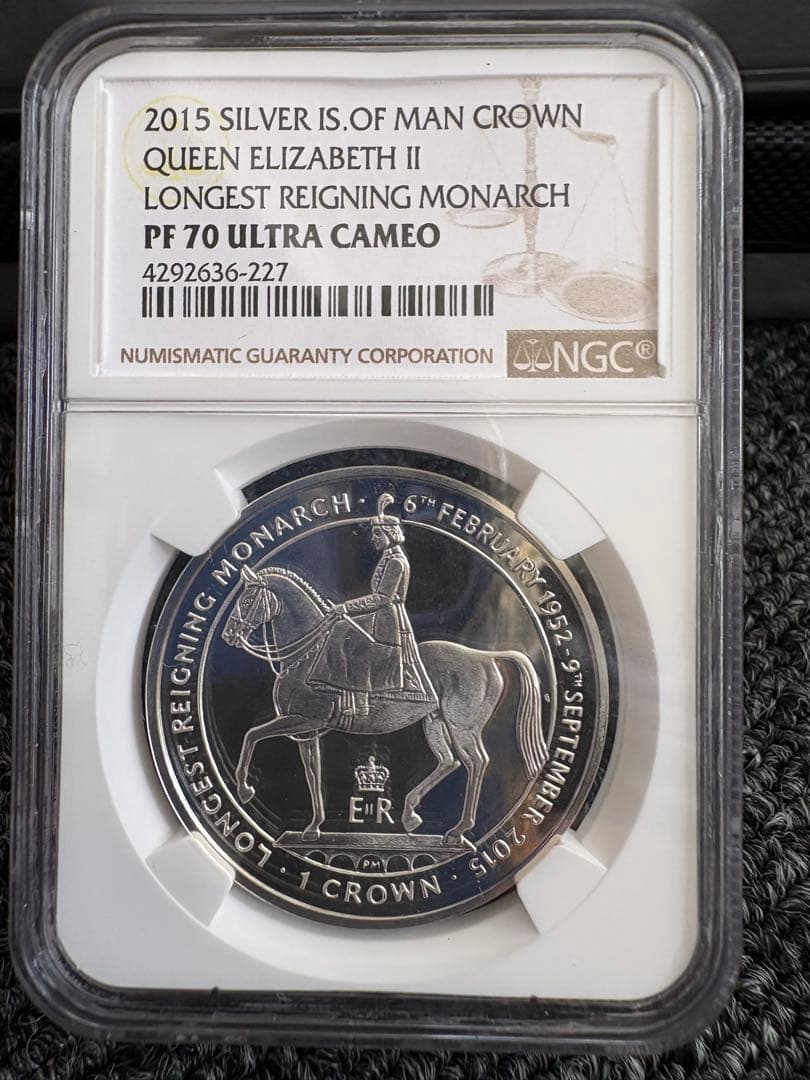 2015 SILVER IS.OF MAN CROWN
QUEEN ELIZABETH II
LONGEST REIGNING MONARCH
PF 70 ULTRA CAMEO
4292636-227
NUMISMATIC GUARANTY CORPORATION
NGC®
LONGEST REIGNING MONARCH · 6TH FEBRUARY 1952-9TH SEPTEMBER 2015 ·
EIIR
PM
1 CROWN